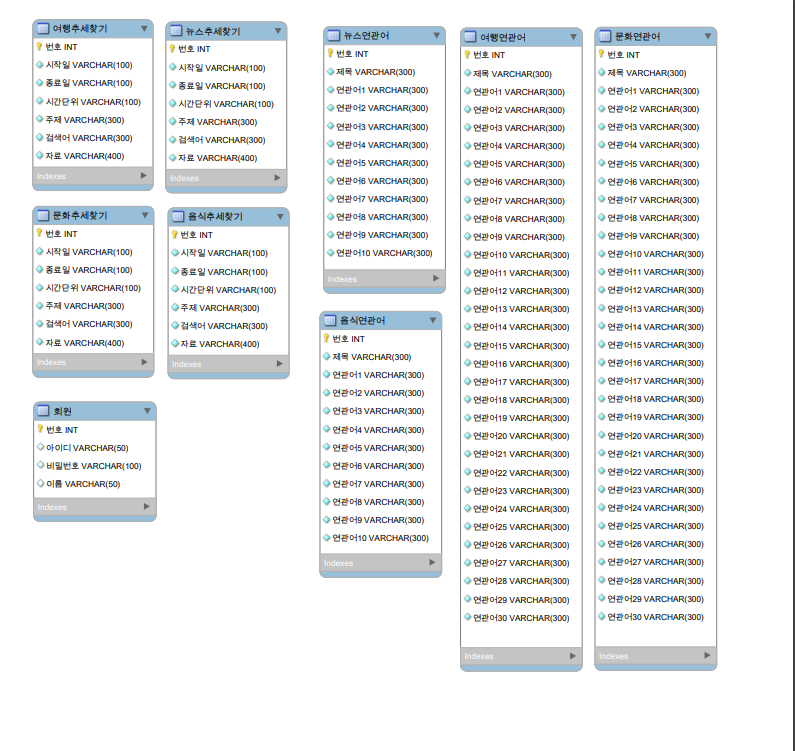 여행추세찾기
번호 INT
시작일 VARCHAR(100)
종료일 VARCHAR(100)
시간단위 VARCHAR(100)
주제 VARCHAR(300)
검색어 VARCHAR(300)
자료 VARCHAR(400)
Indexes
뉴스추세찾기
번호 INT
시작일 VARCHAR(100)
종료일 VARCHAR(100)
시간단위 VARCHAR(100)
주제 VARCHAR(300)
검색어 VARCHAR(300)
자료 VARCHAR(400)
Indexes
문화추세찾기
번호 INT
시작일 VARCHAR(100)
종료일 VARCHAR(100)
시간단위 VARCHAR(100)
주제 VARCHAR(300)
검색어 VARCHAR(300)
자료 VARCHAR(400)
Indexes
음식추세찾기
번호 INT
시작일 VARCHAR(100)
종료일 VARCHAR(100)
시간단위 VARCHAR(100)
주제 VARCHAR(300)
검색어 VARCHAR(300)
자료 VARCHAR(400)
Indexes
회원
번호 INT
아이디 VARCHAR(50)
비밀번호 VARCHAR(100)
이름 VARCHAR(50)
Indexes
뉴스연관어
번호 INT
제목 VARCHAR(300)
연관어1 VARCHAR(300)
연관어2 VARCHAR(300)
연관어3 VARCHAR(300)
연관어4 VARCHAR(300)
연관어5 VARCHAR(300)
연관어6 VARCHAR(300)
연관어7 VARCHAR(300)
연관어8 VARCHAR(300)
연관어9 VARCHAR(300)
연관어10 VARCHAR(300)
Indexes
음식연관어
번호 INT
제목 VARCHAR(300)
연관어1 VARCHAR(300)
연관어2 VARCHAR(300)
연관어3 VARCHAR(300)
연관어4 VARCHAR(300)
연관어5 VARCHAR(300)
연관어6 VARCHAR(300)
연관어7 VARCHAR(300)
연관어8 VARCHAR(300)
연관어9 VARCHAR(300)
연관어10 VARCHAR(300)
Indexes
여행연관어
번호 INT
제목 VARCHAR(300)
연관어1 VARCHAR(300)
연관어2 VARCHAR(300)
연관어3 VARCHAR(300)
연관어4 VARCHAR(300)
연관어5 VARCHAR(300)
연관어6 VARCHAR(300)
연관어7 VARCHAR(300)
연관어8 VARCHAR(300)
연관어9 VARCHAR(300)
연관어10 VARCHAR(300)
연관어11 VARCHAR(300)
연관어12 VARCHAR(300)
연관어13 VARCHAR(300)
연관어14 VARCHAR(300)
연관어15 VARCHAR(300)
연관어16 VARCHAR(300)
연관어17 VARCHAR(300)
연관어18 VARCHAR(300)
연관어19 VARCHAR(300)
연관어20 VARCHAR(300)
연관어21 VARCHAR(300)
연관어22 VARCHAR(300)
연관어23 VARCHAR(300)
연관어24 VARCHAR(300)
연관어25 VARCHAR(300)
연관어26 VARCHAR(300)
연관어27 VARCHAR(300)
연관어28 VARCHAR(300)
연관어29 VARCHAR(300)
연관어30 VARCHAR(300)
Indexes
문화연관어
번호 INT
제목 VARCHAR(300)
연관어1 VARCHAR(300)
연관어2 VARCHAR(300)
연관어3 VARCHAR(300)
연관어4 VARCHAR(300)
연관어5 VARCHAR(300)
연관어6 VARCHAR(300)
연관어7 VARCHAR(300)
연관어8 VARCHAR(300)
연관어9 VARCHAR(300)
연관어10 VARCHAR(300)
연관어11 VARCHAR(300)
연관어12 VARCHAR(300)
연관어13 VARCHAR(300)
연관어14 VARCHAR(300)
연관어15 VARCHAR(300)
연관어16 VARCHAR(300)
연관어17 VARCHAR(300)
연관어18 VARCHAR(300)
연관어19 VARCHAR(300)
연관어20 VARCHAR(300)
연관어21 VARCHAR(300)
연관어22 VARCHAR(300)
연관어23 VARCHAR(300)
연관어24 VARCHAR(300)
연관어25 VARCHAR(300)
연관어26 VARCHAR(300)
연관어27 VARCHAR(300)
연관어28 VARCHAR(300)
연관어29 VARCHAR(300)
연관어30 VARCHAR(300)
Indexes